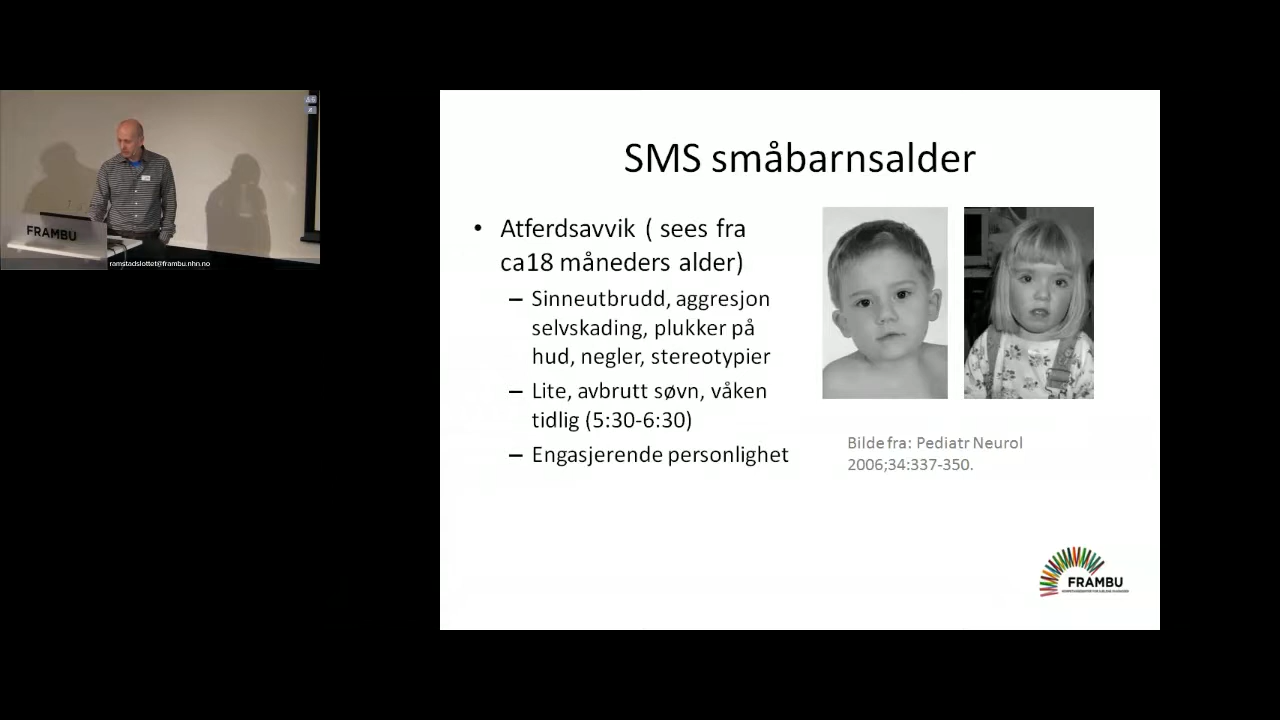 FRAMBU
ramstadslottet@frambu.nhn.no
SMS småbarnsalder
• Atferdsavvik ( sees fra
ca18 måneders alder)
– Sinneutbrudd, aggresjon
selvskading, plukker på
hud, negler, stereotypier
– Lite, avbrutt søvn, våken
tidlig (5:30-6:30)
– Engasjerende personlighet
Bilde fra: Pediatr Neurol
2006;34:337-350.
FRAMBU